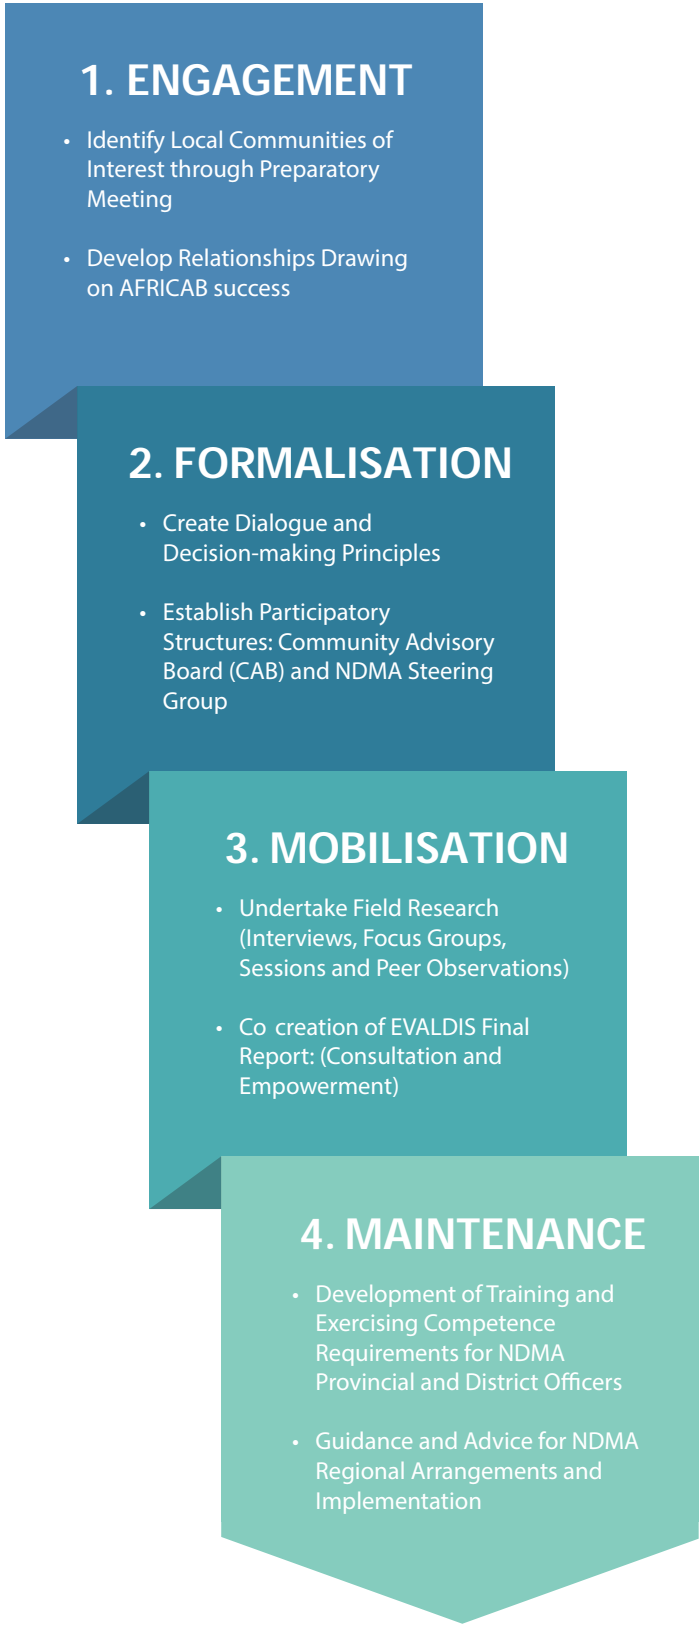 1. ENGAGEMENT
• Identify Local Communities of
Interest through Preparatory
Meeting
• Develop Relationships Drawing
on AFRICAB success
2. FORMALISATION
• Create Dialogue and
Decision-making Principles
• Establish Participatory
Structures: Community Advisory
Board (CAB) and NDMA Steering
Group
3. MOBILISATION
• Undertake Field Research
(Interviews, Focus Groups,
Sessions and Peer Observations)
• Co creation of EVALDIS Final
Report: (Consultation and
Empowerment)
4. MAINTENANCE
• Development of Training and
Exercising Competence
Requirements for NDMA
Provincial and District Officers
• Guidance and Advice for NDMA
Regional Arrangements and
Implementation